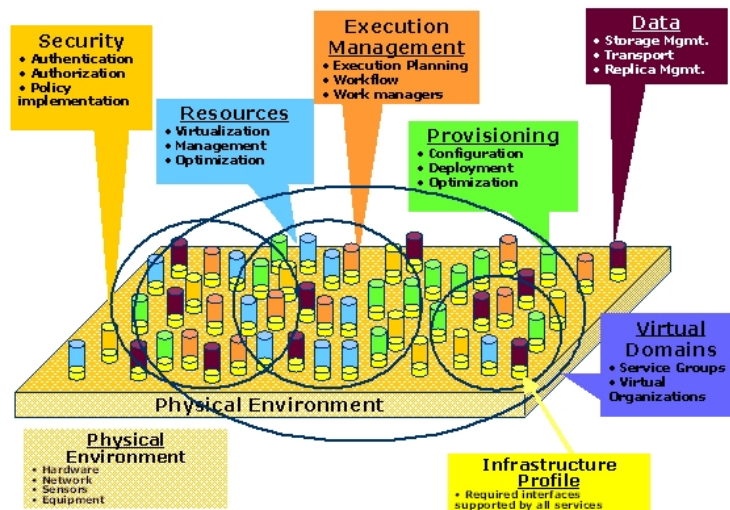 Security
• Authentication
• Authorization
• Policy
implementation
Resources
• Virtualization
• Management
• Optimization
Execution
Management
• Execution Planning
• Workflow
• Work managers
Provisioning
• Configuration
• Deployment
• Optimization
Data
• Storage Mgmt.
• Transport
• Replica Mgmt.
Virtual
Domains
• Service Groups
• Virtual
Organizations
Physical Environment
Physical
Environment
• Hardware
• Network
• Sensors
• Equipment
Infrastructure
Profile
• Required interfaces
supported by all services